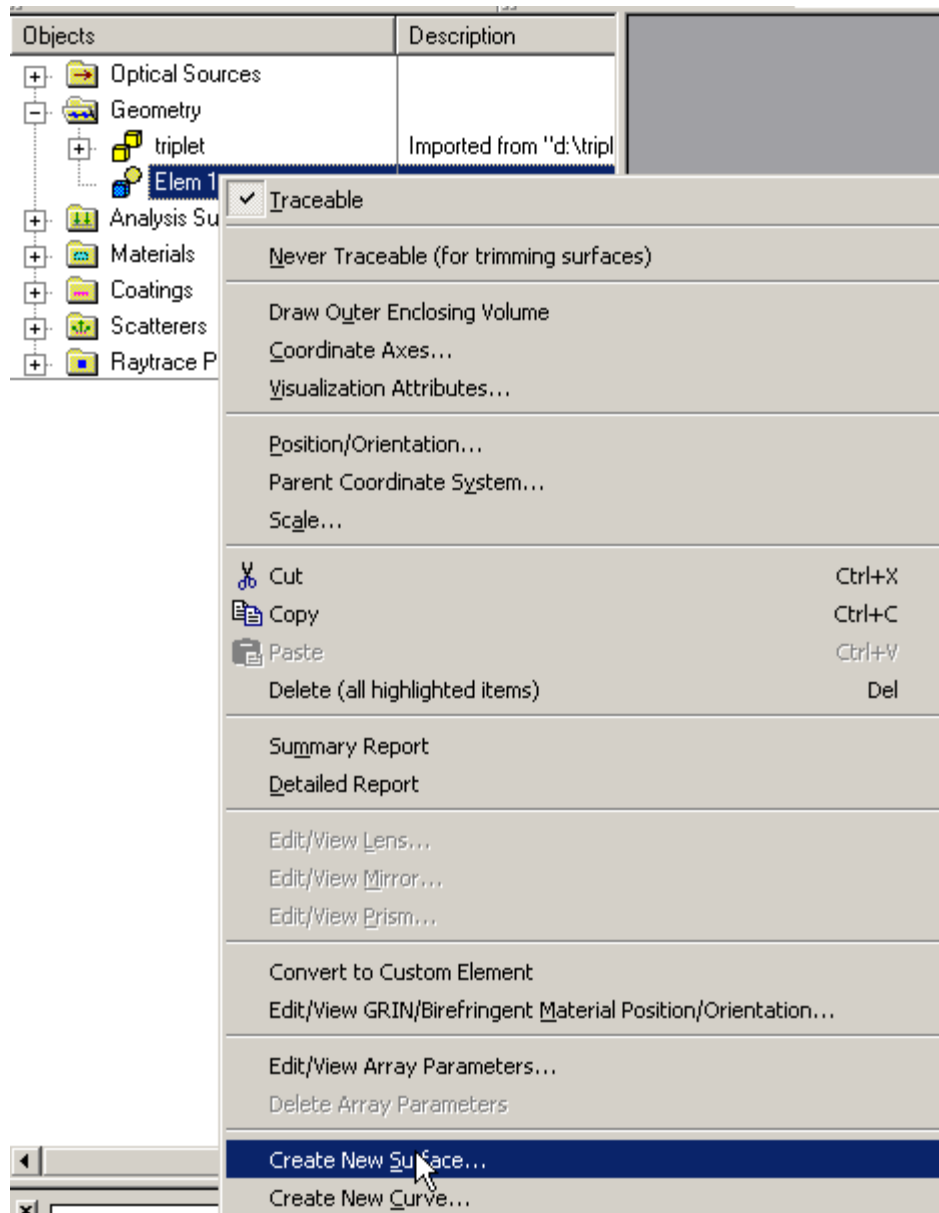 Objects Description
Optical Sources
Geometry
triplet Imported from "d:\tripl
Elem 1
Analysis Su
Materials
Coatings
Scatterers
Raytrace P
Traceable
Never Traceable (for trimming surfaces)
Draw Outer Enclosing Volume
Coordinate Axes...
Visualization Attributes...
Position/Orientation...
Parent Coordinate System...
Scale...
Cut Ctrl+X
Copy Ctrl+C
Paste Ctrl+V
Delete (all highlighted items) Del
Summary Report
Detailed Report
Edit/View Lens...
Edit/View Mirror...
Edit/View Prism...
Convert to Custom Element
Edit/View GRIN/Birefringent Material Position/Orientation...
Edit/View Array Parameters...
Delete Array Parameters
Create New Surface...
Create New Curve...